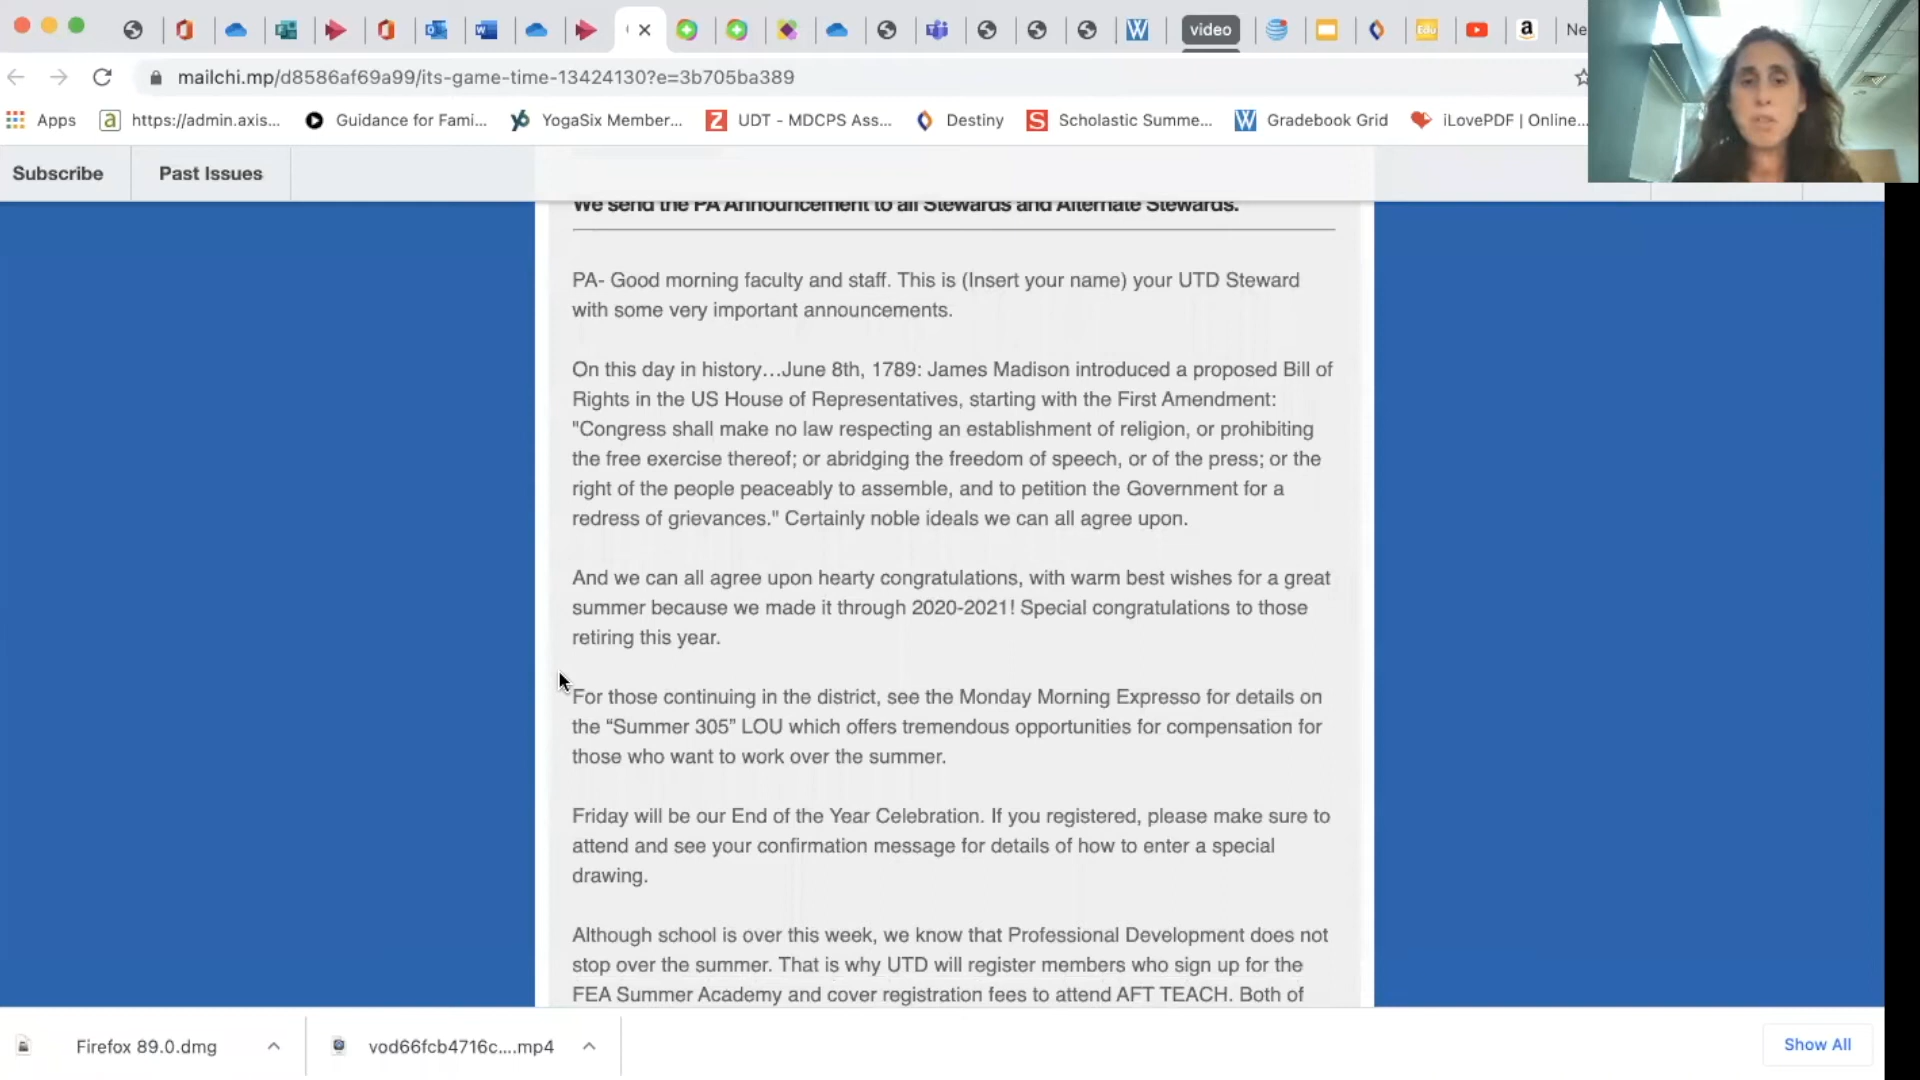 video
Ne
mailchi.mp/d8586af69a99/its-game-time-13424130?e=3b705ba389
Apps
https://admin.axis...
Guidance for Fami...
YogaSix Member...
UDT - MDCPS Ass...
Destiny
Scholastic Summe...
Gradebook Grid
iLovePDF | Online...
Subscribe
Past Issues
We send the PA Announcement to all Stewards and Alternate Stewards.
PA- Good morning faculty and staff. This is (Insert your name) your UTD Steward
with some very important announcements.
On this day in history…June 8th, 1789: James Madison introduced a proposed Bill of
Rights in the US House of Representatives, starting with the First Amendment:
"Congress shall make no law respecting an establishment of religion, or prohibiting
the free exercise thereof; or abridging the freedom of speech, or of the press; or the
right of the people peaceably to assemble, and to petition the Government for a
redress of grievances." Certainly noble ideals we can all agree upon.
And we can all agree upon hearty congratulations, with warm best wishes for a great
summer because we made it through 2020-2021! Special congratulations to those
retiring this year.
For those continuing in the district, see the Monday Morning Expresso for details on
the “Summer 305” LOU which offers tremendous opportunities for compensation for
those who want to work over the summer.
Friday will be our End of the Year Celebration. If you registered, please make sure to
attend and see your confirmation message for details of how to enter a special
drawing.
Although school is over this week, we know that Professional Development does not
stop over the summer. That is why UTD will register members who sign up for the
FEA Summer Academy and cover registration fees to attend AFT TEACH. Both of
Firefox 89.0.dmg
vod66fcb4716c....mp4
Show All